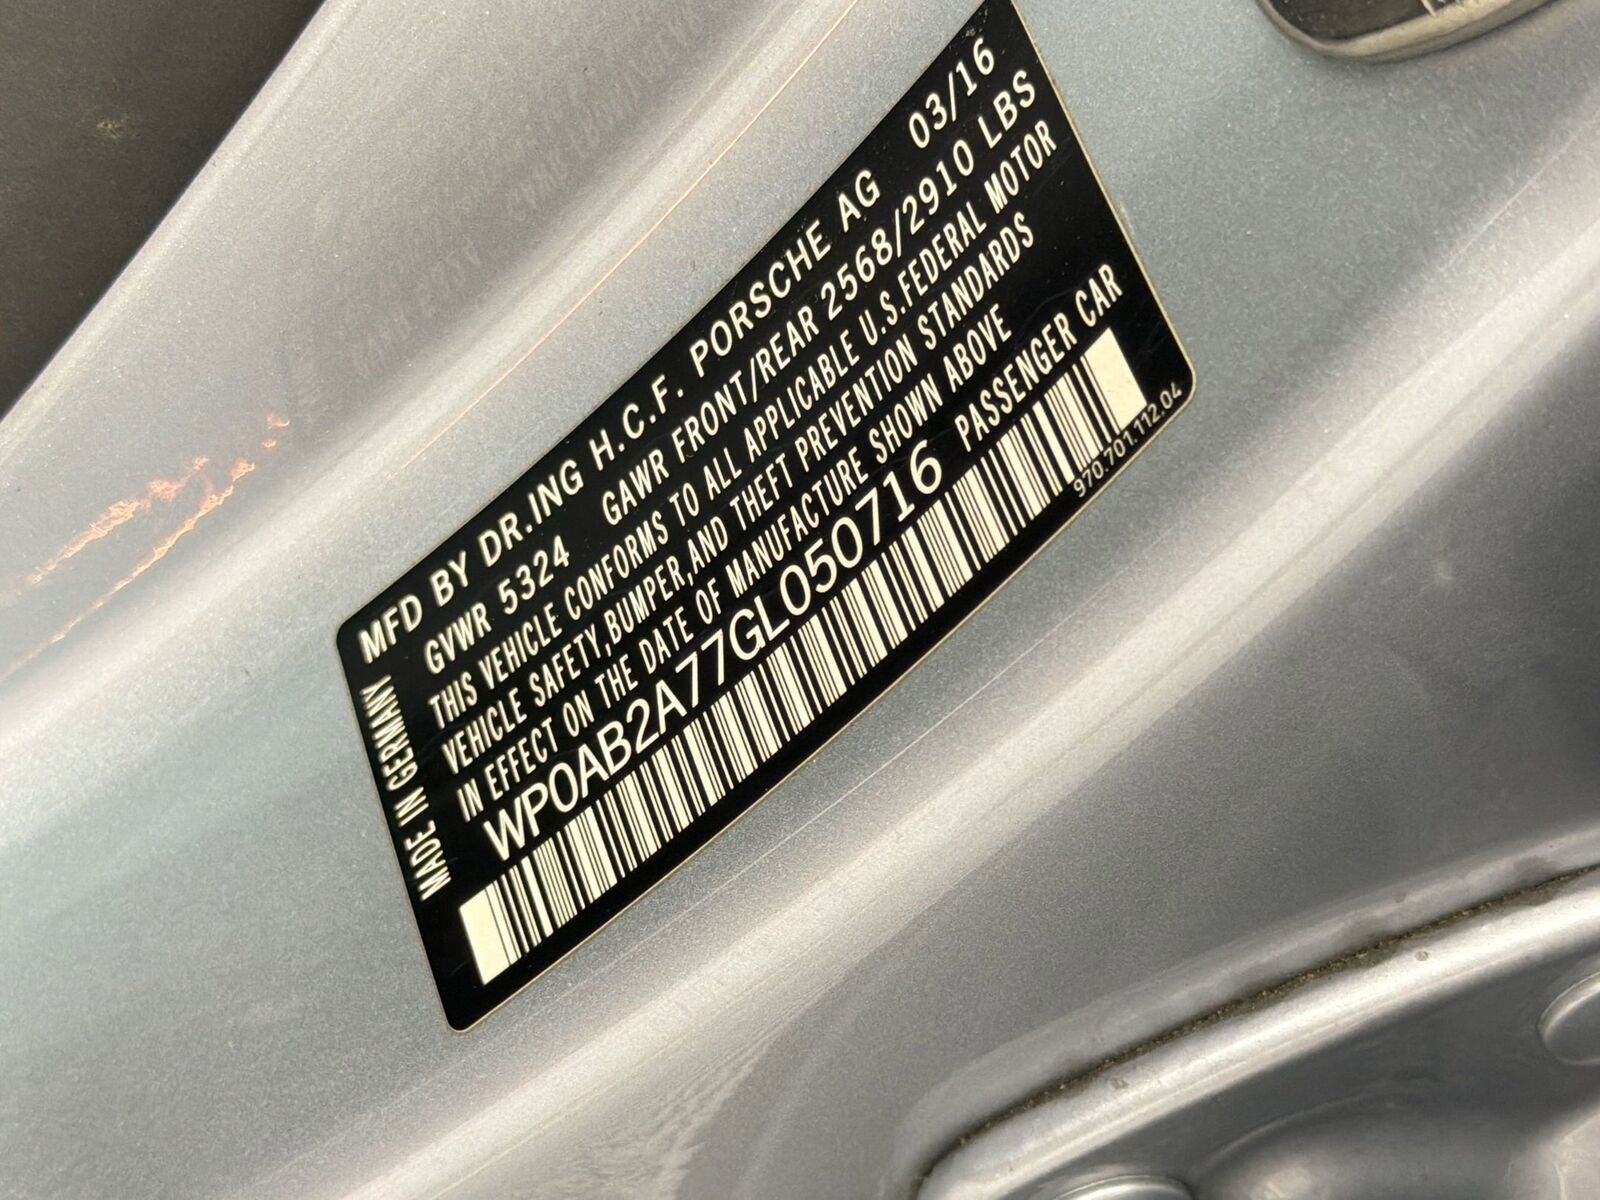 MFD BY DR.ING H.C.F. PORSCHE AG 03/16
GVWR 5324 GAWR FRONT/REAR 2568/2910 LBS
THIS VEHICLE CONFORMS TO ALL APPLICABLE U.S.FEDERAL MOTOR
VEHICLE SAFETY,BUMPER,AND THEFT PREVENTION STANDARDS
IN EFFECT ON THE DATE OF MANUFACTURE SHOWN ABOVE
WP0AB2A77GL050716 PASSENGER CAR
MADE IN GERMANY
970.701.112.04